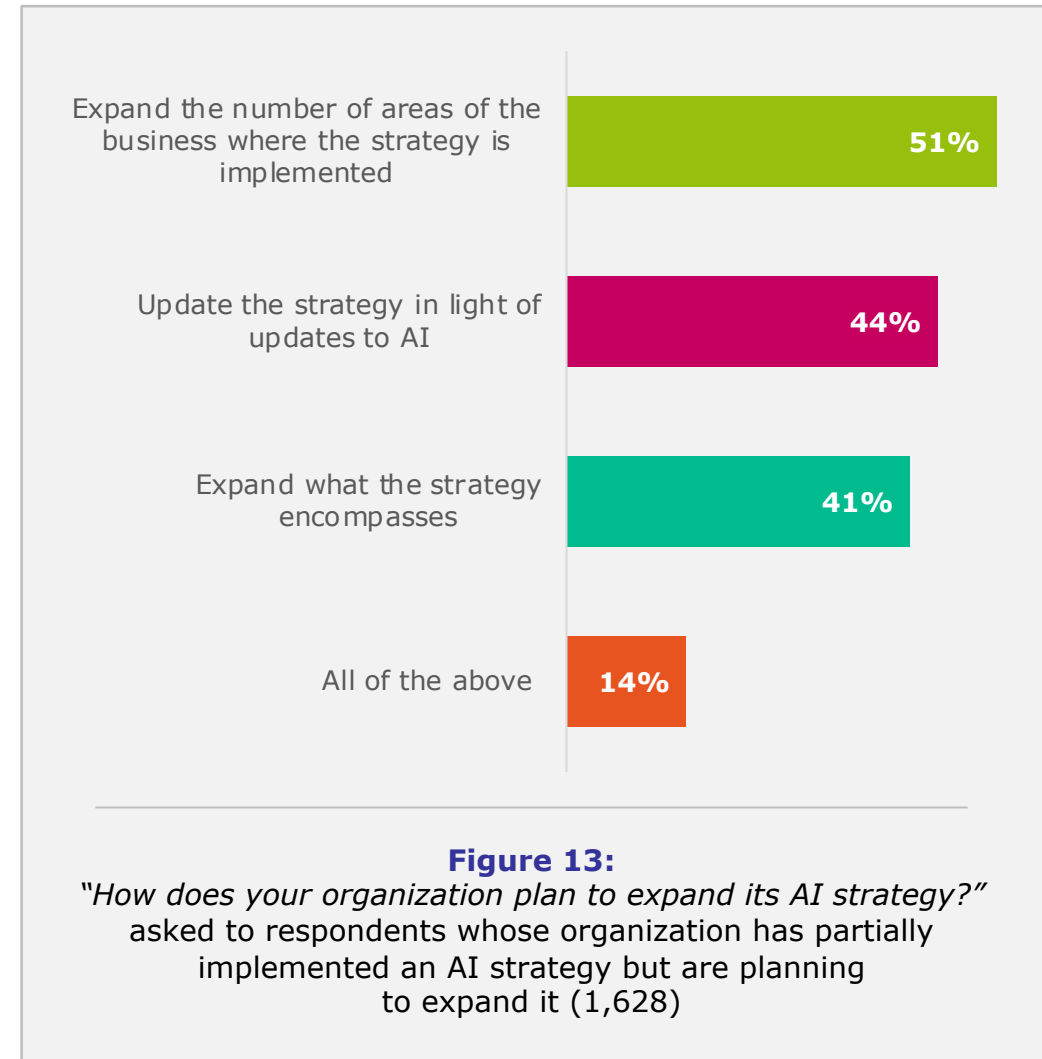 Expand the number of areas of the
business where the strategy is
implemented
51%
Update the strategy in light of
updates to AI
44%
Expand what the strategy
encompasses
41%
All of the above
14%
Figure 13:
“How does your organization plan to expand its AI strategy?”
asked to respondents whose organization has partially
implemented an AI strategy but are planning
to expand it (1,628)